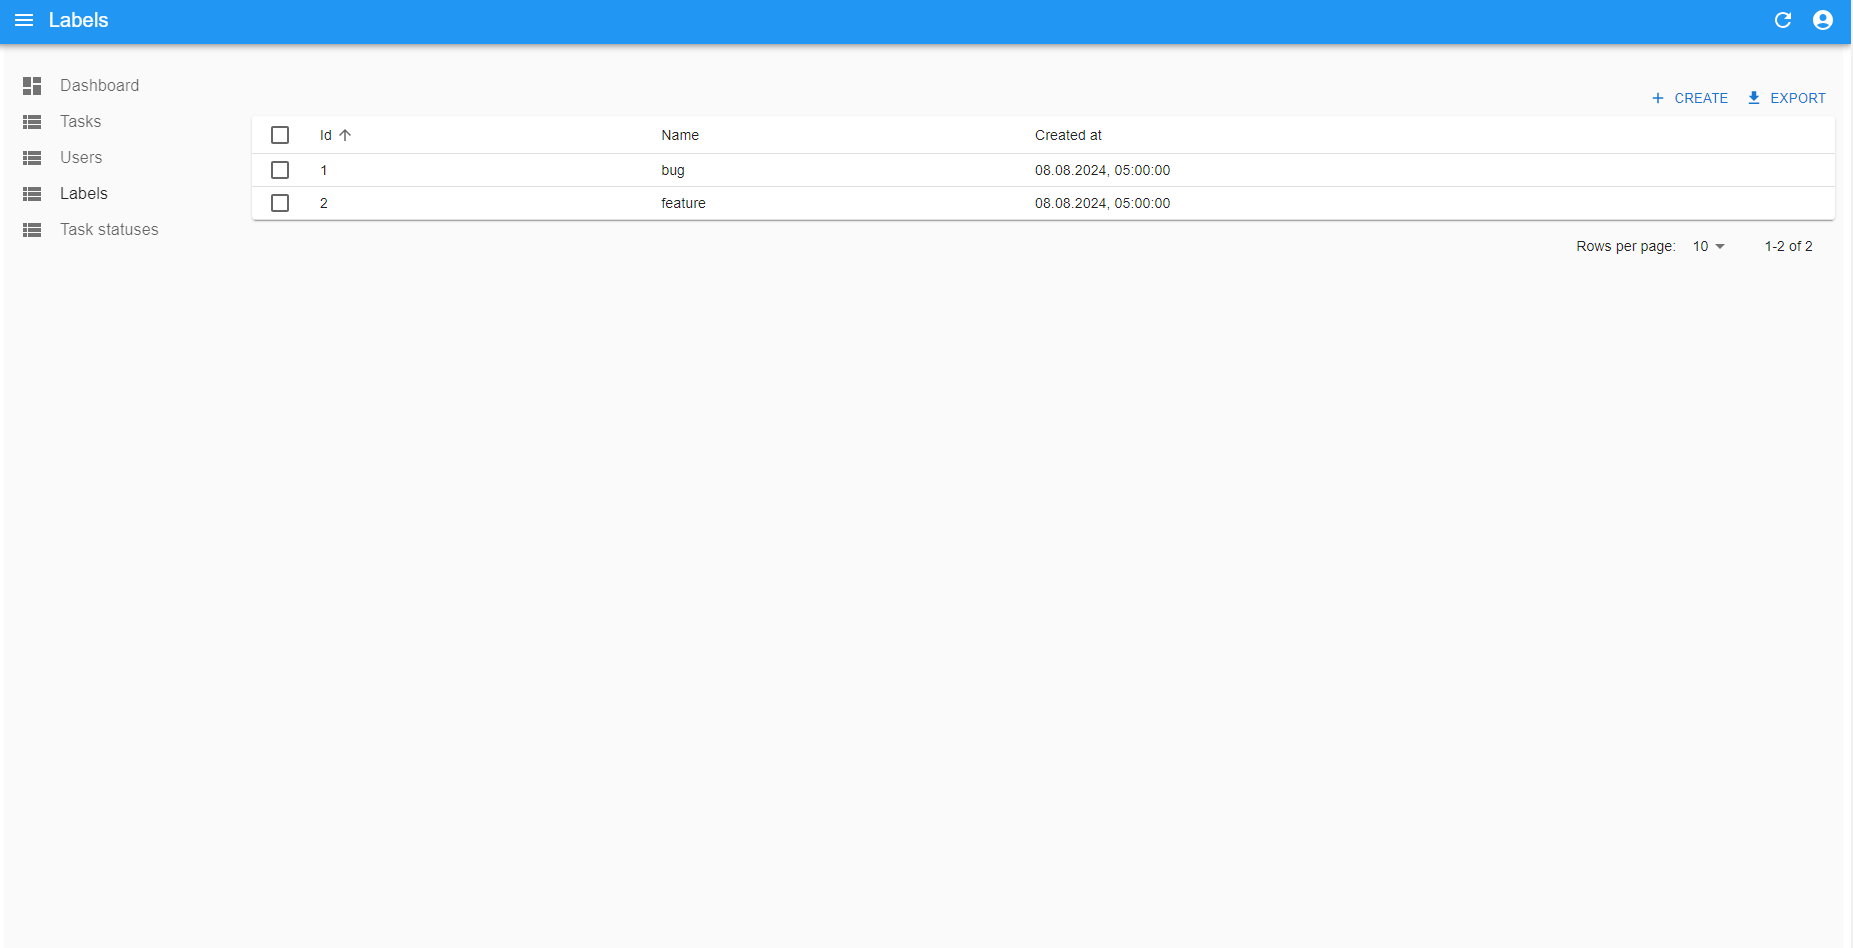 Labels
Dashboard
Tasks
Users
Labels
Task statuses
CREATE EXPORT
Id Name Created at
1 bug 08.08.2024, 05:00:00
2 feature 08.08.2024, 05:00:00
Rows per page: 10 1-2 of 2